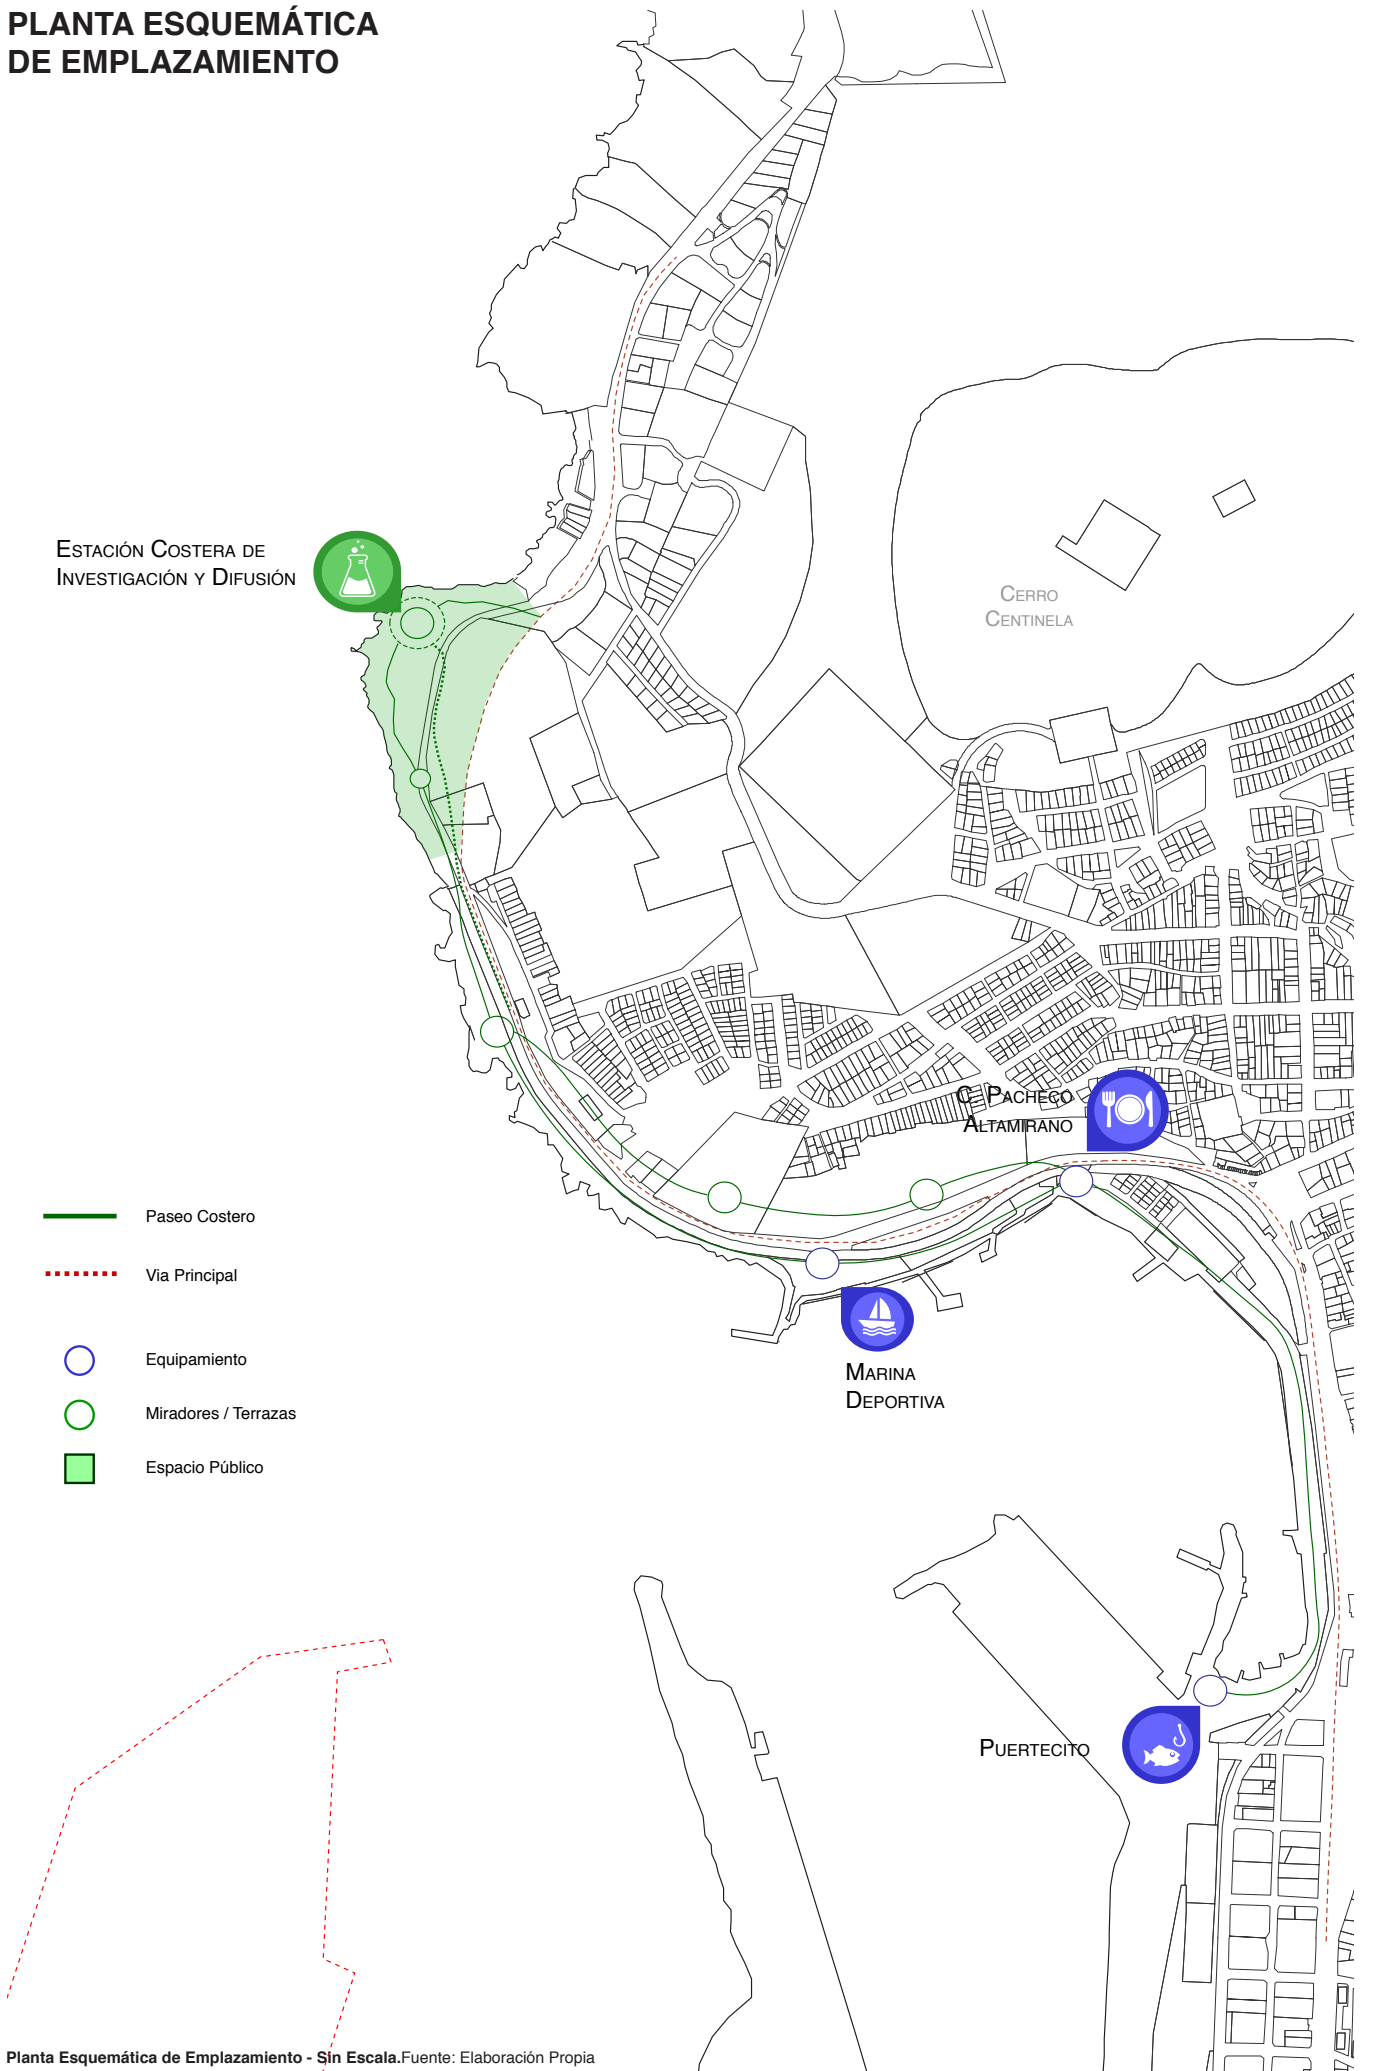 PLANTA ESQUEMÁTICA
DE EMPLAZAMIENTO
ESTACIÓN COSTERA DE
INVESTIGACIÓN Y DIFUSIÓN
CERRO
CENTINELA
C. PACHECO
ALTAMIRANO
Paseo Costero
Via Principal
Equipamiento
Miradores / Terrazas
Espacio Público
MARINA
DEPORTIVA
PUERTECITO
Planta Esquemática de Emplazamiento - Sin Escala.Fuente: Elaboración Propia